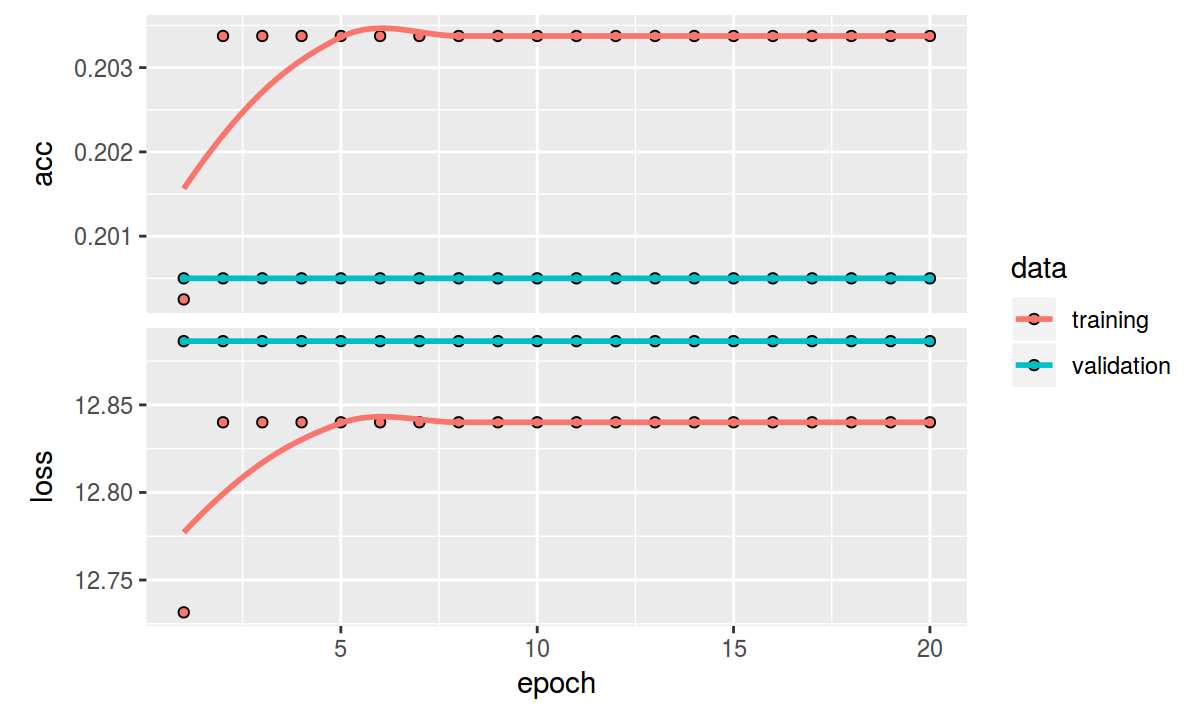 acc
0.203
0.202
0.201
loss
12.85
12.80
12.75
5 10 15 20
epoch
data
training
validation